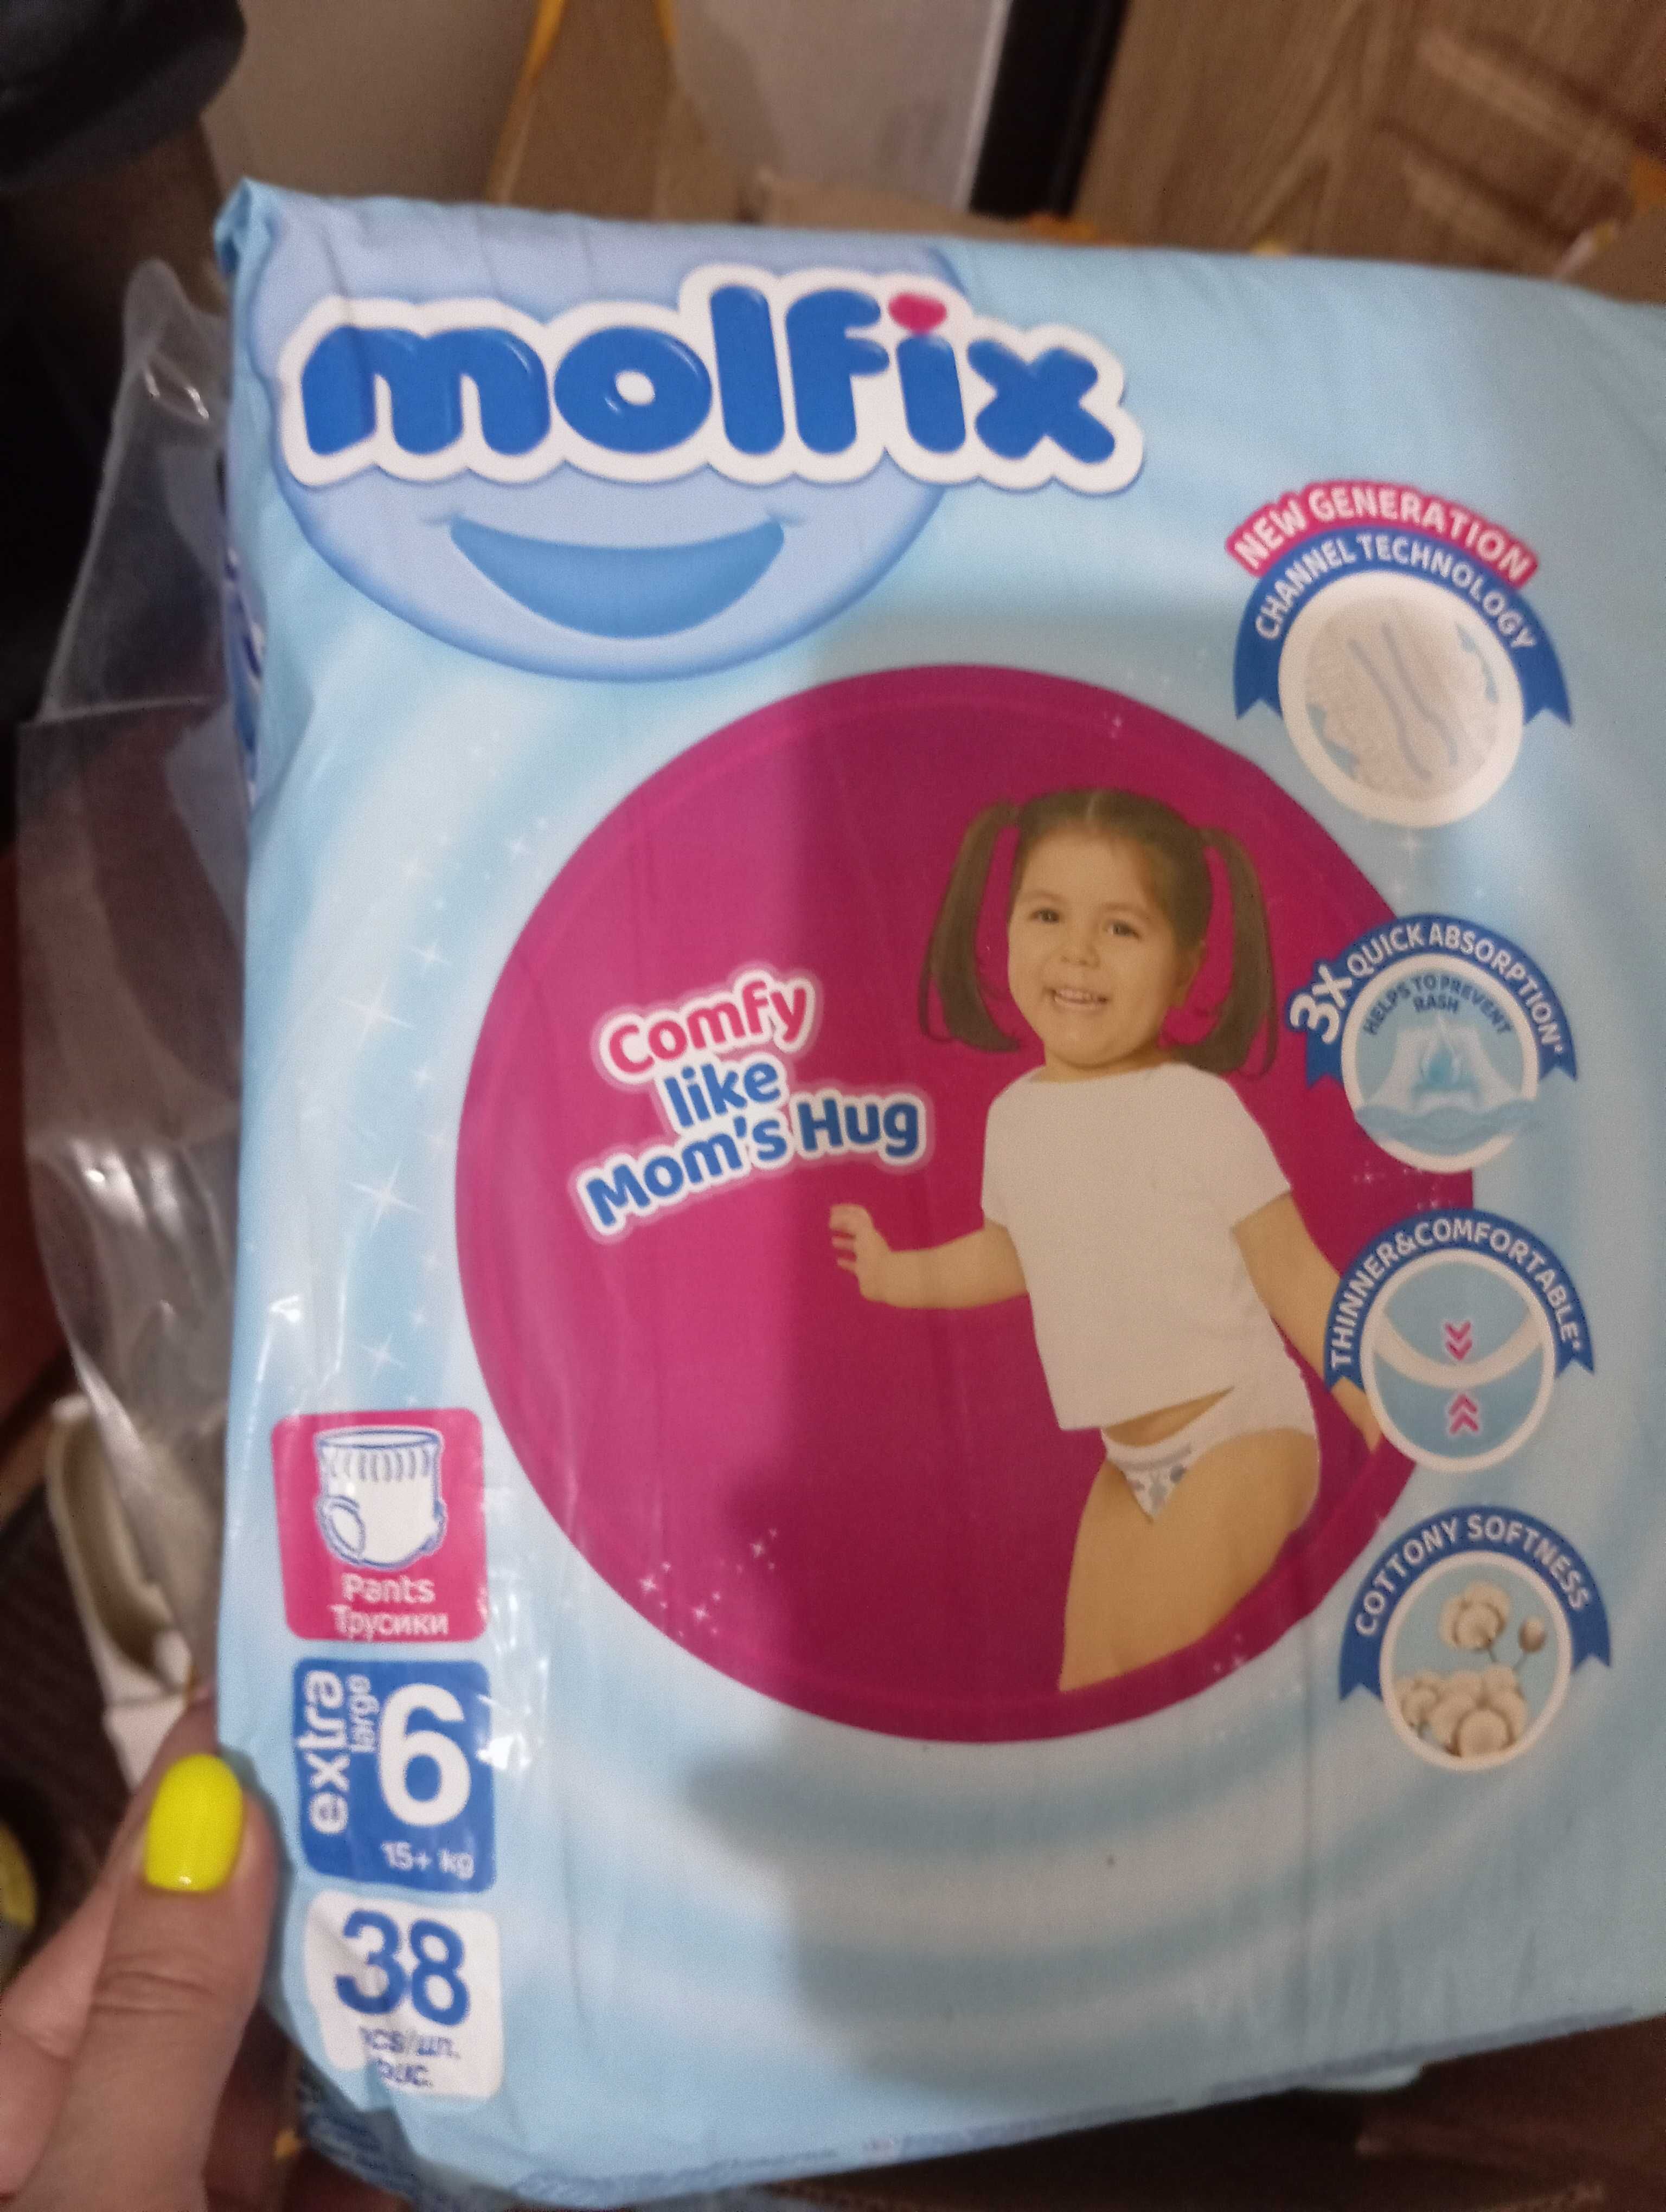 molfix
NEW GENERATION
CHANNEL TECHNOLOGY
3X QUICK ABSORPTION*
HELPS TO PREVENT
RASH
Comfy
like
Mom's Hug
THINNER&COMFORTABLE*
COTTONY SOFTNESS
Pants
Трусики
extra
large
6
15+ kg
38
pcs/шт.
buc.